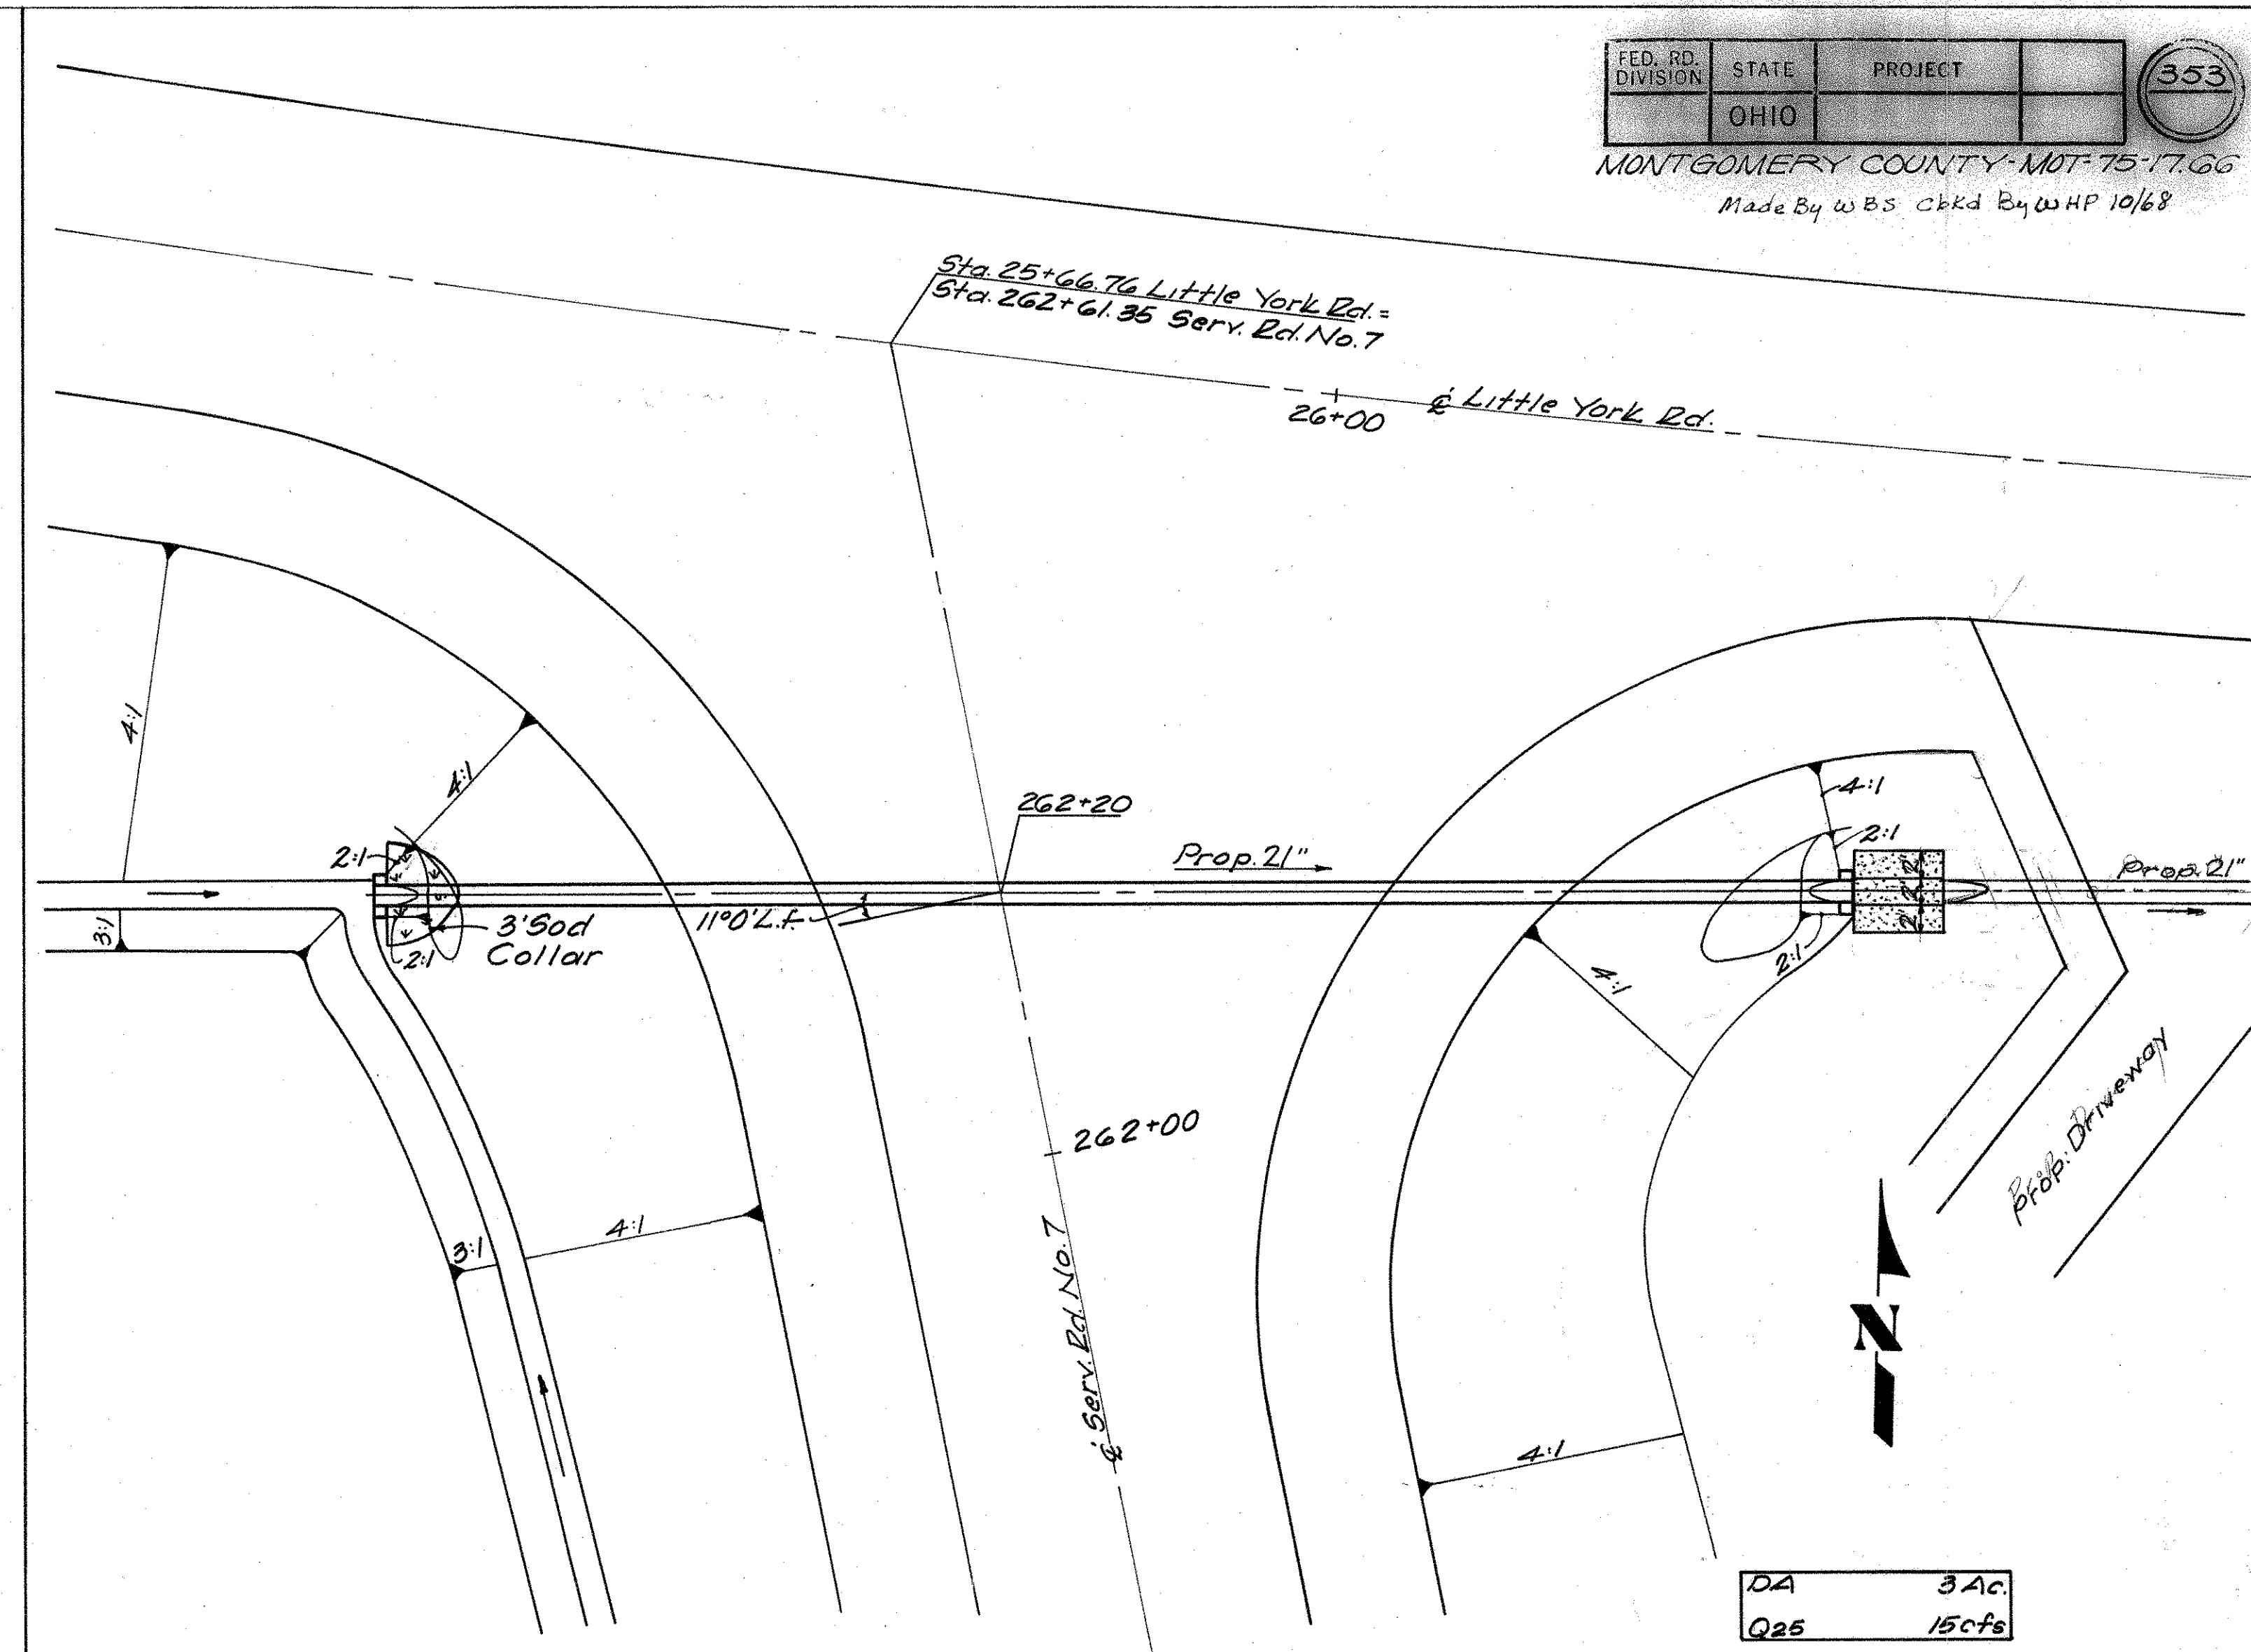 FED. RD.
DIVISION
STATE
PROJECT
OHIO
353
MONTGOMERY COUNTY-MOT-75-17.66
Made By WBS Ckkd By WHP 10/68
Sta. 25+66.76 Little York Rd. =
Sta. 262+61.35 Serv. Rd. No. 7
26+00
℄ Little York Rd.
4:1
4:1
262+20
4:1
2:1
2:1
Prop. 21"
Prop. 21"
2
2
2
3:1
11°0' L.f.
3' Sod
Collar
2:1
2:1
4:1
262+00
Prop. Driveway
4:1
3:1
℄ Serv. Rd. No. 7
N
4:1
DA 3 Ac.
Q25 15cfs